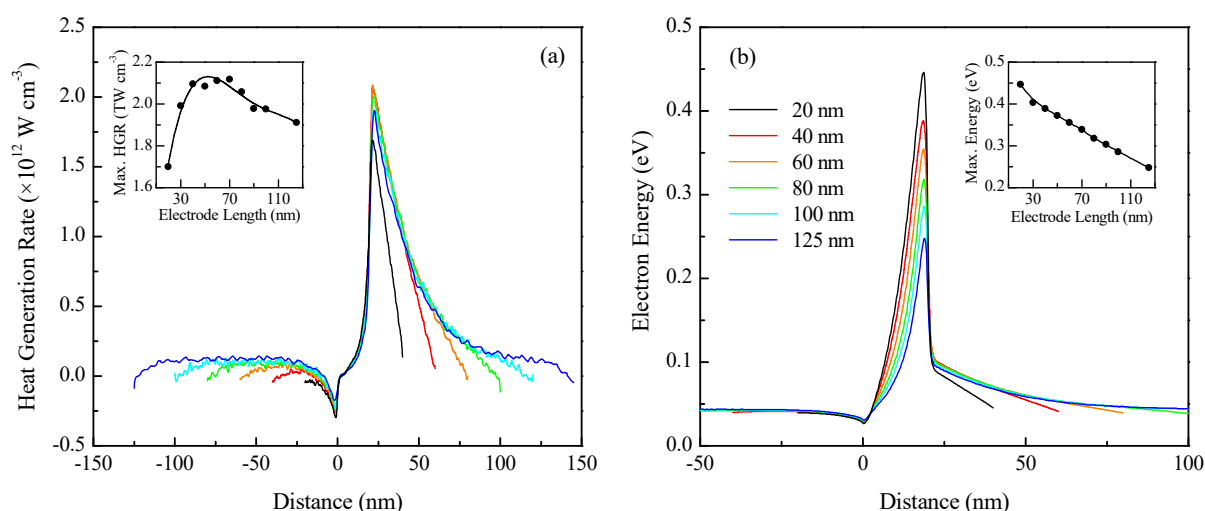 (a)
Heat Generation Rate (×10¹² W cm⁻³)
2.5
2.0
1.5
1.0
0.5
0.0
-0.5
-150 -100 -50 0 50 100 150
Distance (nm)
Max. HGR (TW cm⁻³)
2.4
2.2
2.0
1.8
1.6
30 70 110
Electrode Length (nm)
(b)
Electron Energy (eV)
0.5
0.4
0.3
0.2
0.1
0.0
-50 0 50 100
Distance (nm)
20 nm
40 nm
60 nm
80 nm
100 nm
125 nm
Max. Energy (eV)
0.5
0.4
0.3
0.2
30 70 110
Electrode Length (nm)